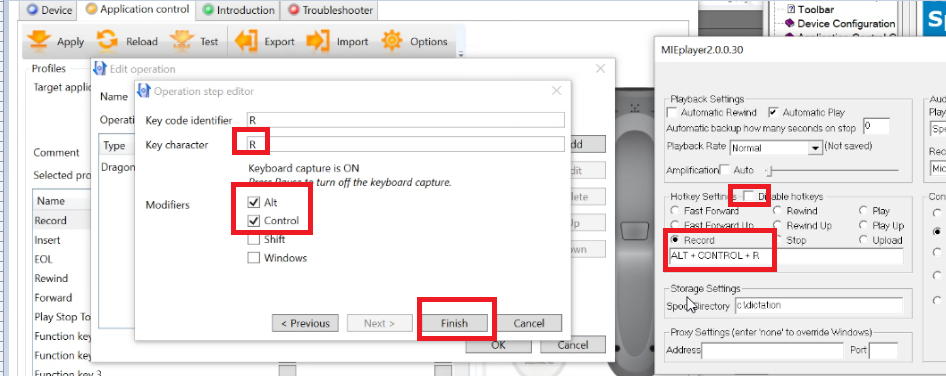 Device Application control Introduction Troubleshooter
Apply Reload Test Export Import Options
Profiles
Target applic
Comment
Selected pro
Name
Record
Insert
EOL
Rewind
Forward
Play Stop To
Function key
Function key
Function key 3
Edit operation
Name
Operati
Type
Dragon
OK Cancel
Operation step editor
Key code identifier R
Key character R
Keyboard capture is ON
Press Pause to turn off the keyboard capture.
Modifiers
Alt
Control
Shift
Windows
< Previous Next > Finish Cancel
dd
dit
lete
Up
own
Toolbar
Device Configuration
MIEplayer2.0.0.30
Playback Settings
Automatic Rewind Automatic Play
Automatic backup how many seconds on stop 0
Playback Rate Normal (Not saved)
Amplification Auto
Hotkey Settings Disable hotkeys
Fast Forward Rewind Play
Fast Forward Up Rewind Up Play Up
Record Stop Upload
ALT + CONTROL + R
Storage Settings
Directory c:\dictation
Proxy Settings (enter 'none' to override Windows)
Address Port
Sp
Au
Play
Spe
Rec
Mic
Con